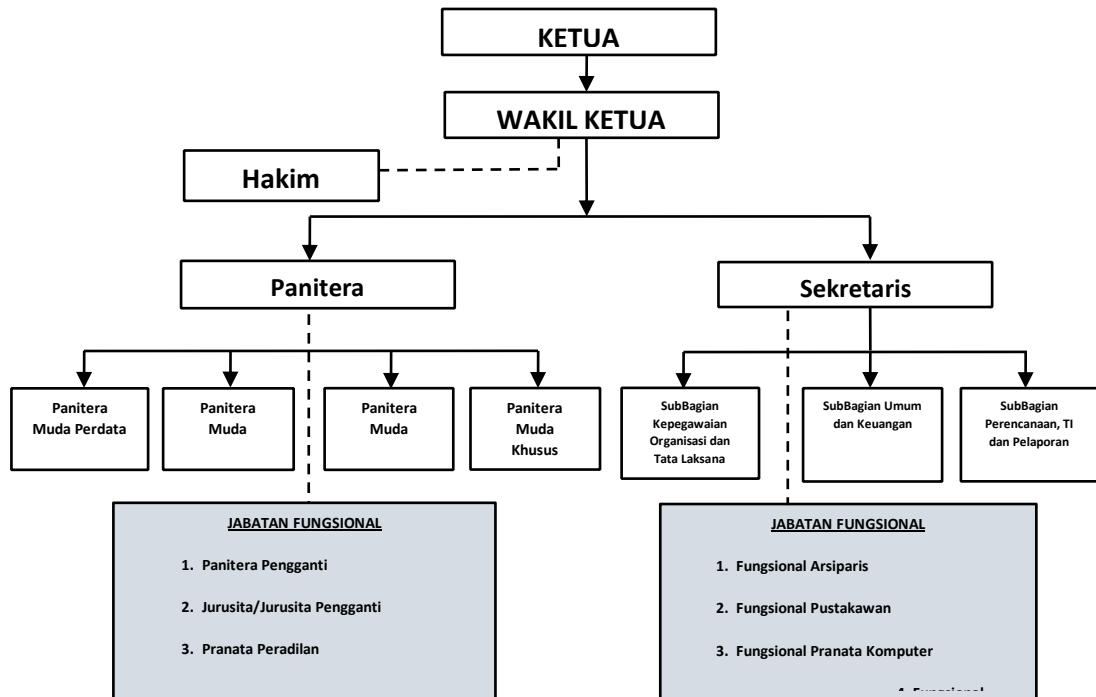 KETUA
WAKIL KETUA
Hakim
Panitera
Sekretaris
Panitera
Muda Perdata
Panitera
Muda
Panitera
Muda
Panitera
Muda
Khusus
SubBagian
Kepegawaian
Organisasi dan
Tata Laksana
SubBagian Umum
dan Keuangan
SubBagian
Perencanaan, TI
dan Pelaporan
JABATAN FUNGSIONAL
1. Panitera Pengganti
2. Jurusita/Jurusita Pengganti
3. Pranata Peradilan
JABATAN FUNGSIONAL
1. Fungsional Arsiparis
2. Fungsional Pustakawan
3. Fungsional Pranata Komputer
4. Fungsional